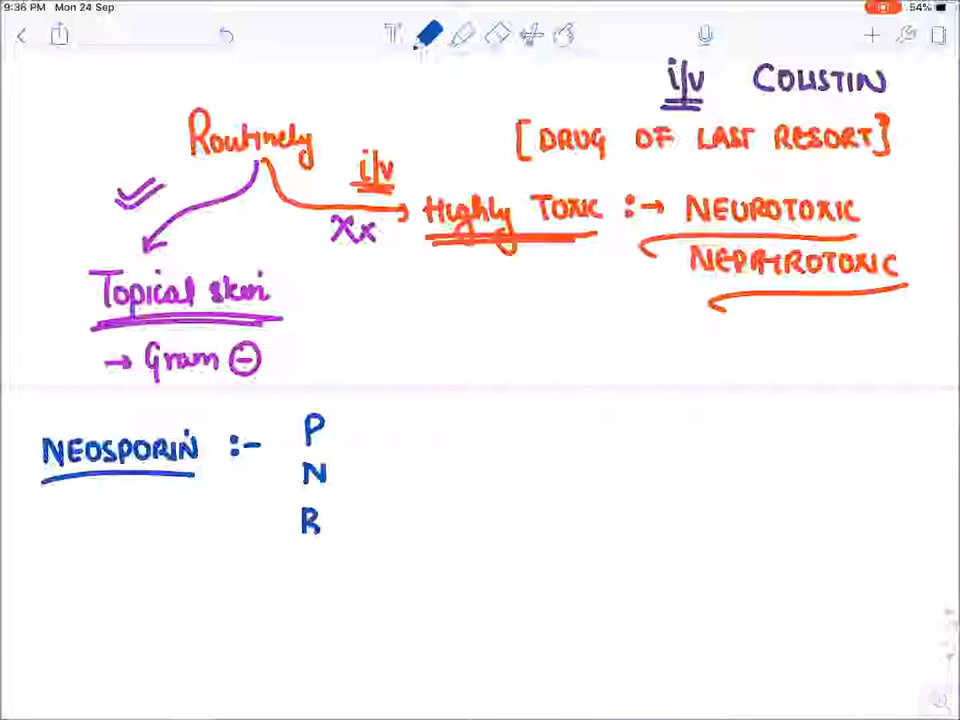 9:36 PM Mon 24 Sep
54%
i/v COLISTIN
Routinely
[DRUG OF LAST RESORT]
i/v
Highly TOXIC :→ NEUROTOXIC
xx
NEPHROTOXIC
Topical skin
→ Gram ⊖
NEOSPORIN :- P
N
B